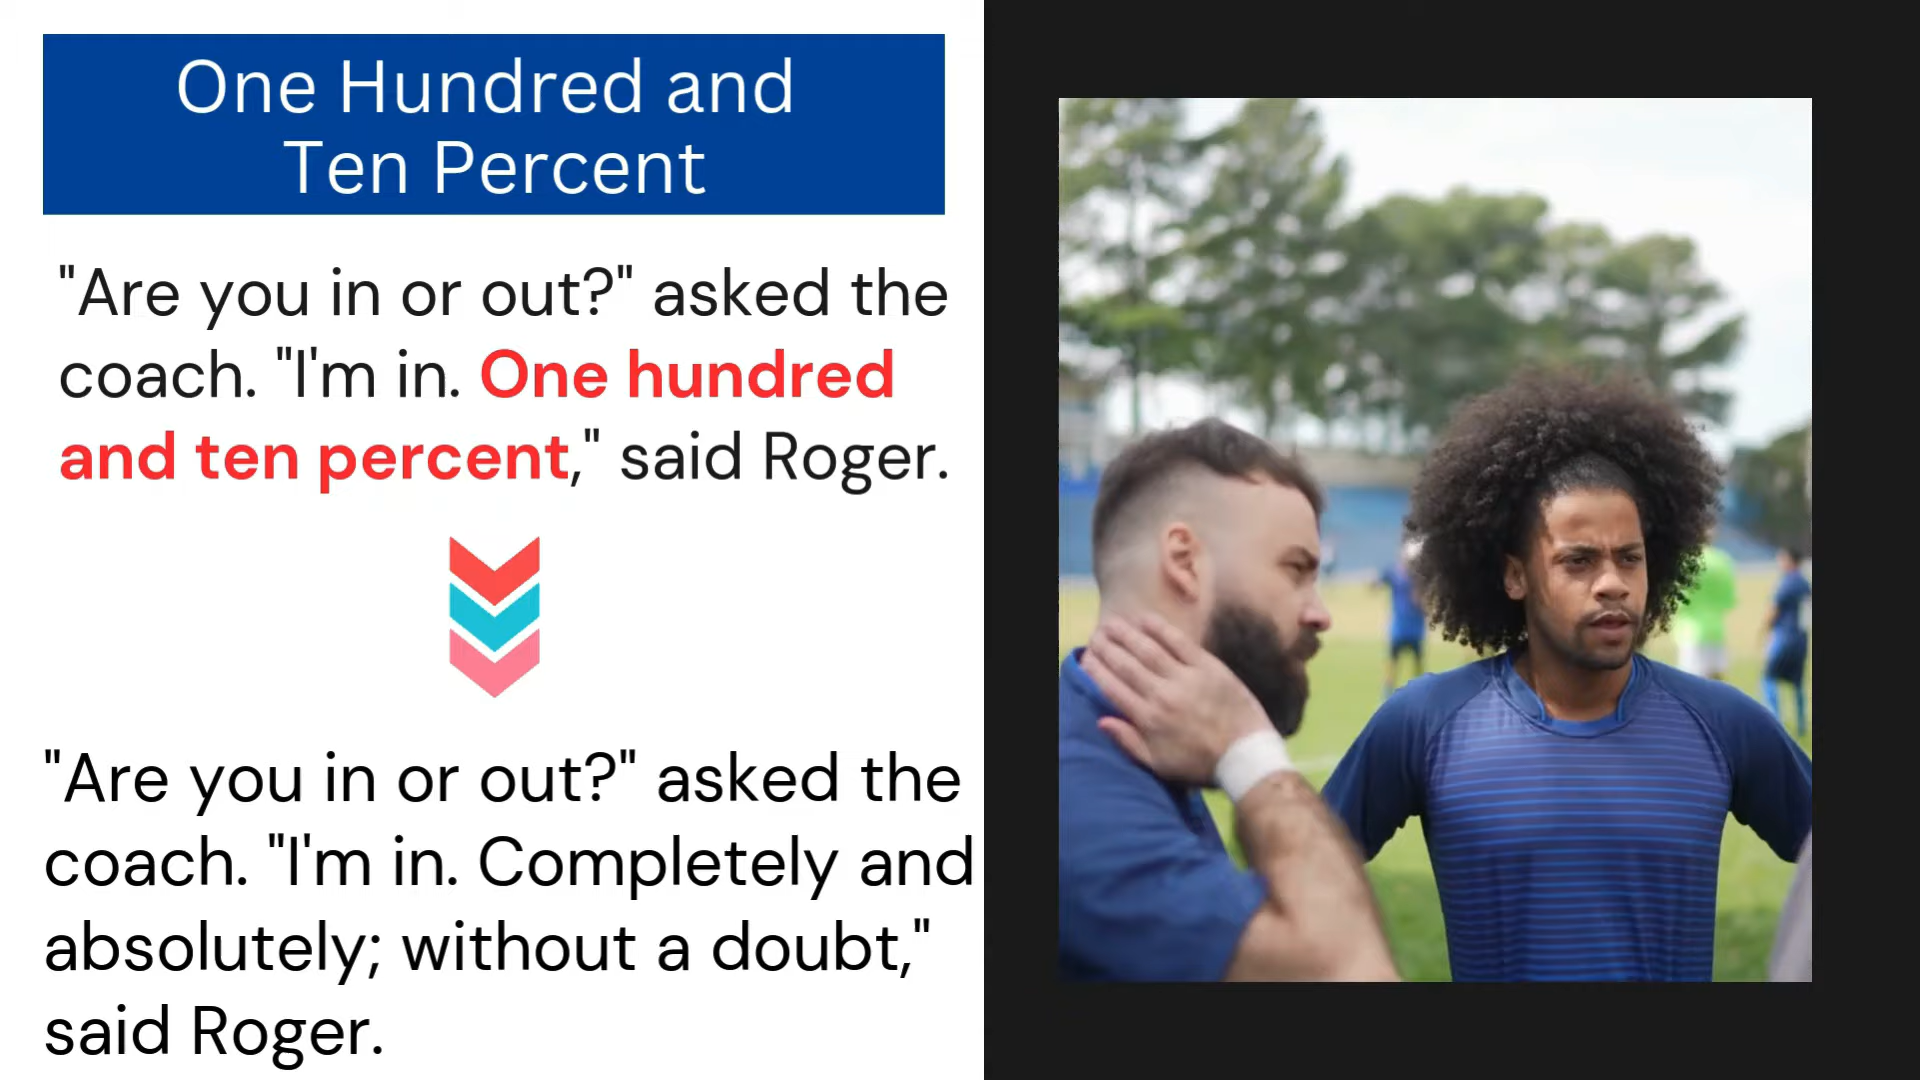 One Hundred and
Ten Percent
"Are you in or out?" asked the
coach. "I'm in. One hundred
and ten percent," said Roger.
"Are you in or out?" asked the
coach. "I'm in. Completely and
absolutely; without a doubt,"
said Roger.